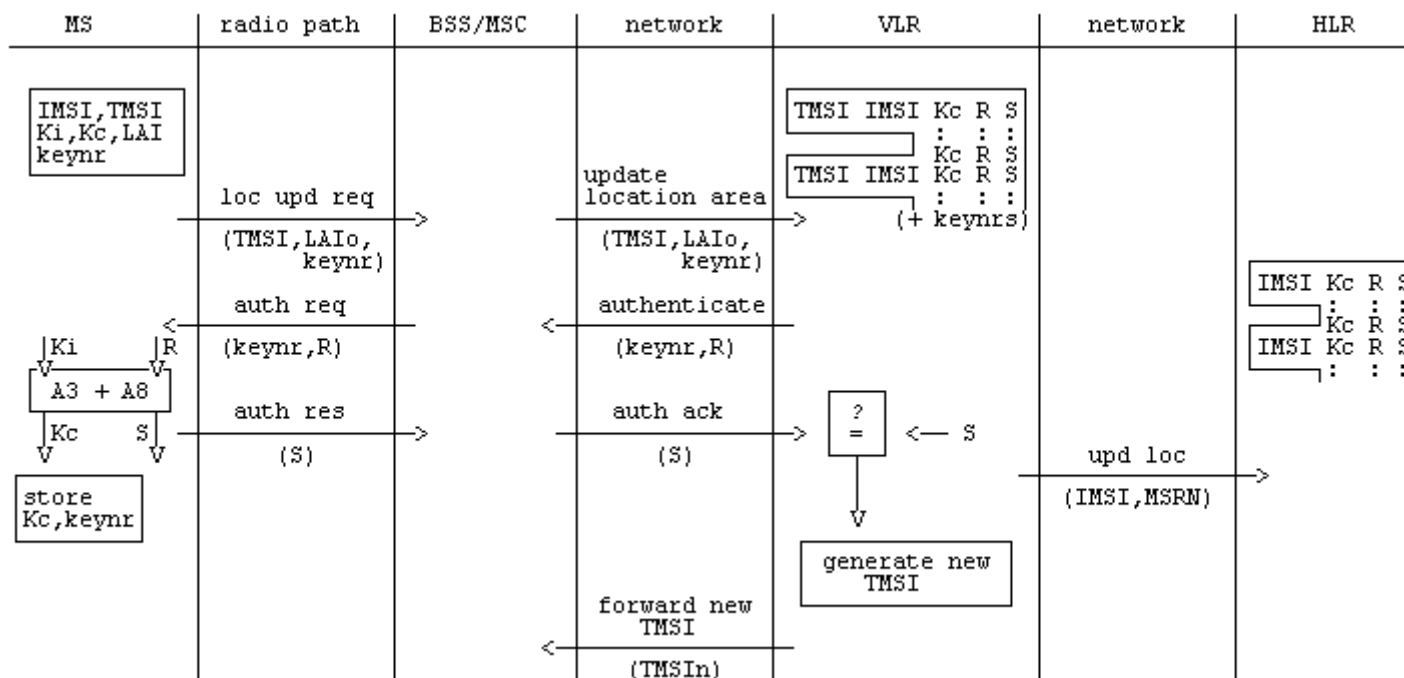 MS radio path BSS/MSC network VLR network HLR
IMSI,TMSI
Ki,Kc,LAI
keynr
TMSI IMSI Kc R S
: : :
Kc R S
TMSI IMSI Kc R S
: : :
(+ keynrs)
loc upd req
(TMSI,LAIo,
keynr)
update
location area
(TMSI,LAIo,
keynr)
IMSI Kc R S
: : :
Kc R S
IMSI Kc R S
: : :
auth req
(keynr,R)
authenticate
(keynr,R)
Ki R
A3 + A8
Kc S
auth res
(S)
auth ack
(S)
?
=
S
upd loc
(IMSI,MSRN)
store
Kc,keynr
generate new
TMSI
forward new
TMSI
(TMSIn)